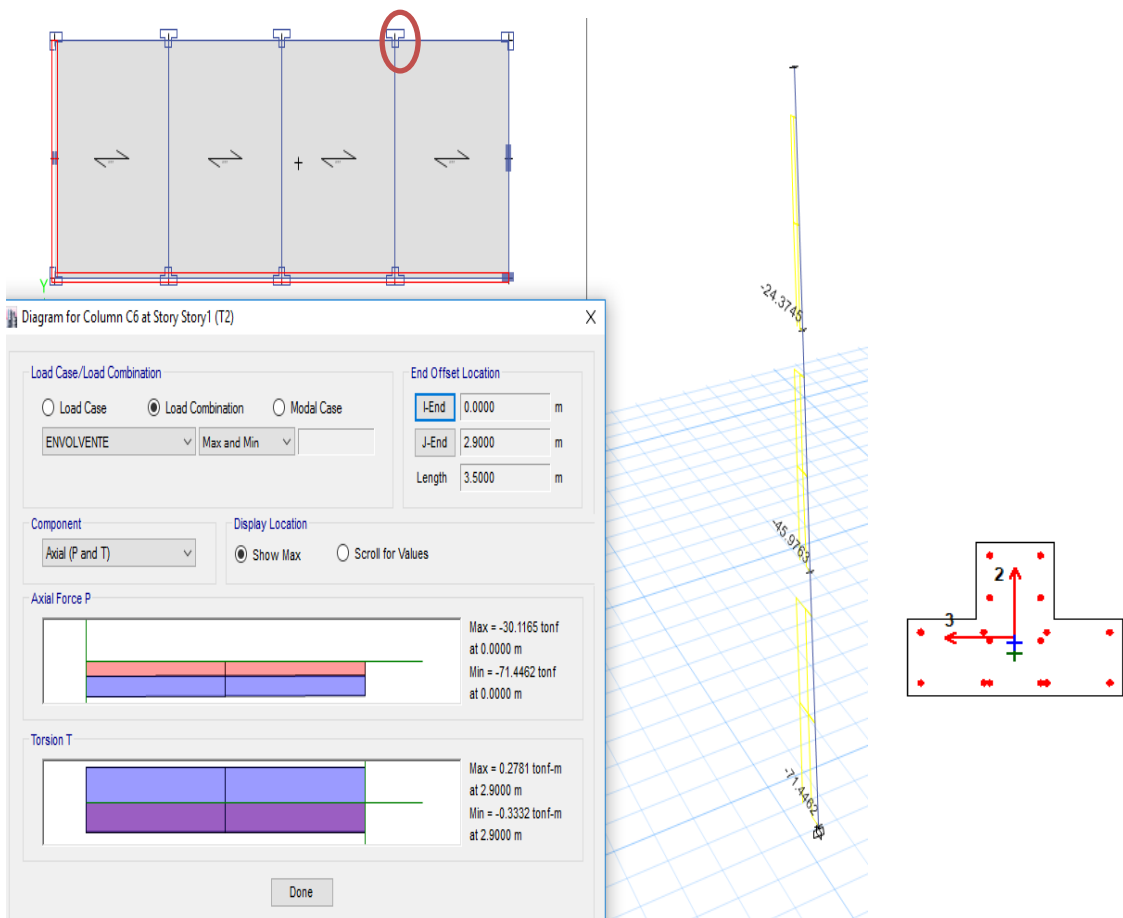 Y
Diagram for Column C6 at Story Story1 (T2)
X
Load Case/Load Combination
Load Case
Load Combination
Modal Case
ENVOLVENTE
Max and Min
End Offset Location
I-End
0.0000
m
J-End
2.9000
m
Length
3.5000
m
Component
Axial (P and T)
Display Location
Show Max
Scroll for Values
Axial Force P
Max = -30.1165 tonf
at 0.0000 m
Min = -71.4462 tonf
at 0.0000 m
Torsion T
Max = 0.2781 tonf-m
at 2.9000 m
Min = -0.3332 tonf-m
at 2.9000 m
Done
-24.3745
-45.9763
-71.4462
2
3